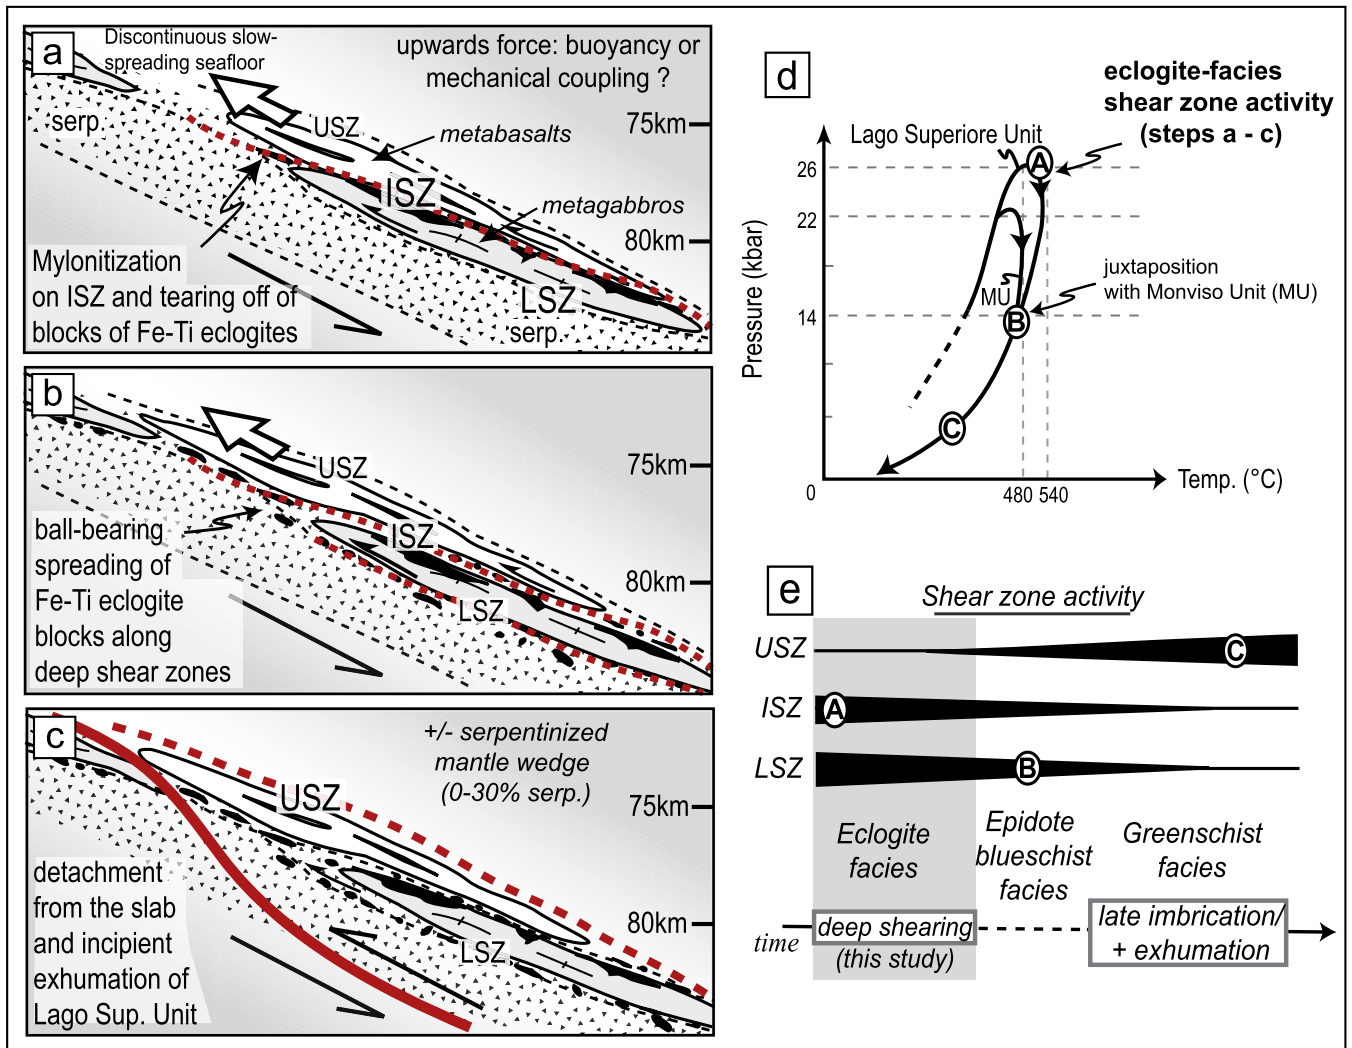 a
Discontinuous slow-
spreading seafloor
upwards force: buoyancy or
mechanical coupling ?
serp.
USZ
metabasalts
75km
ISZ
metagabbros
80km
Mylonitization
on ISZ and tearing off of
blocks of Fe-Ti eclogites
LSZ
serp.
b
USZ
75km
ISZ
80km
ball-bearing
spreading of
Fe-Ti eclogite
blocks along
deep shear zones
LSZ
c
+/- serpentinized
mantle wedge
(0-30% serp.)
USZ
75km
80km
detachment
from the slab
and incipient
exhumation of
Lago Sup. Unit
LSZ
d
eclogite-facies
shear zone activity
(steps a - c)
Lago Superiore Unit
A
26
22
14
Pressure (kbar)
juxtaposition
with Monviso Unit (MU)
MU
B
C
0
480 540
Temp. (°C)
e
Shear zone activity
USZ
C
ISZ
A
LSZ
B
Eclogite
facies
Epidote
blueschist
facies
Greenschist
facies
time
deep shearing
(this study)
late imbrication/
+ exhumation